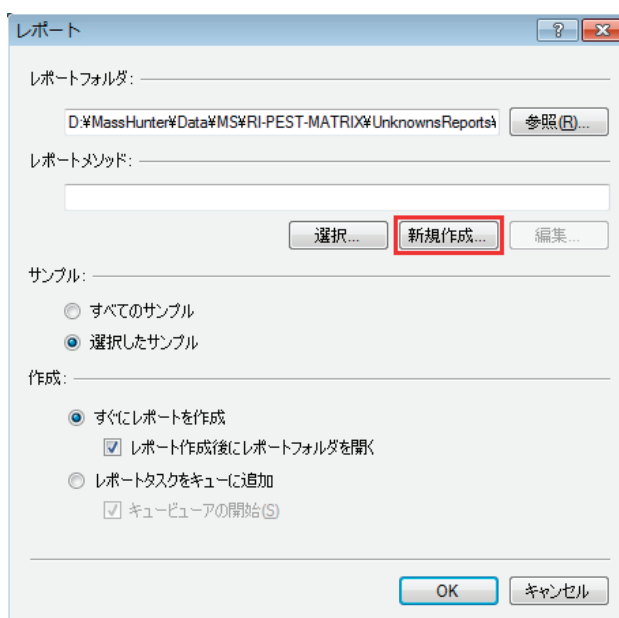 レポート
レポートフォルダ:
D:¥MassHunter¥Data¥MS¥RI-PEST-MATRIX¥UnknownsReports¥ 参照(R)...
レポートメソッド:
選択... 新規作成... 編集...
サンプル:
すべてのサンプル
選択したサンプル
作成:
すぐにレポートを作成
レポート作成後にレポートフォルダを開く
レポートタスクをキューに追加
キュービューアの開始(S)
OK キャンセル